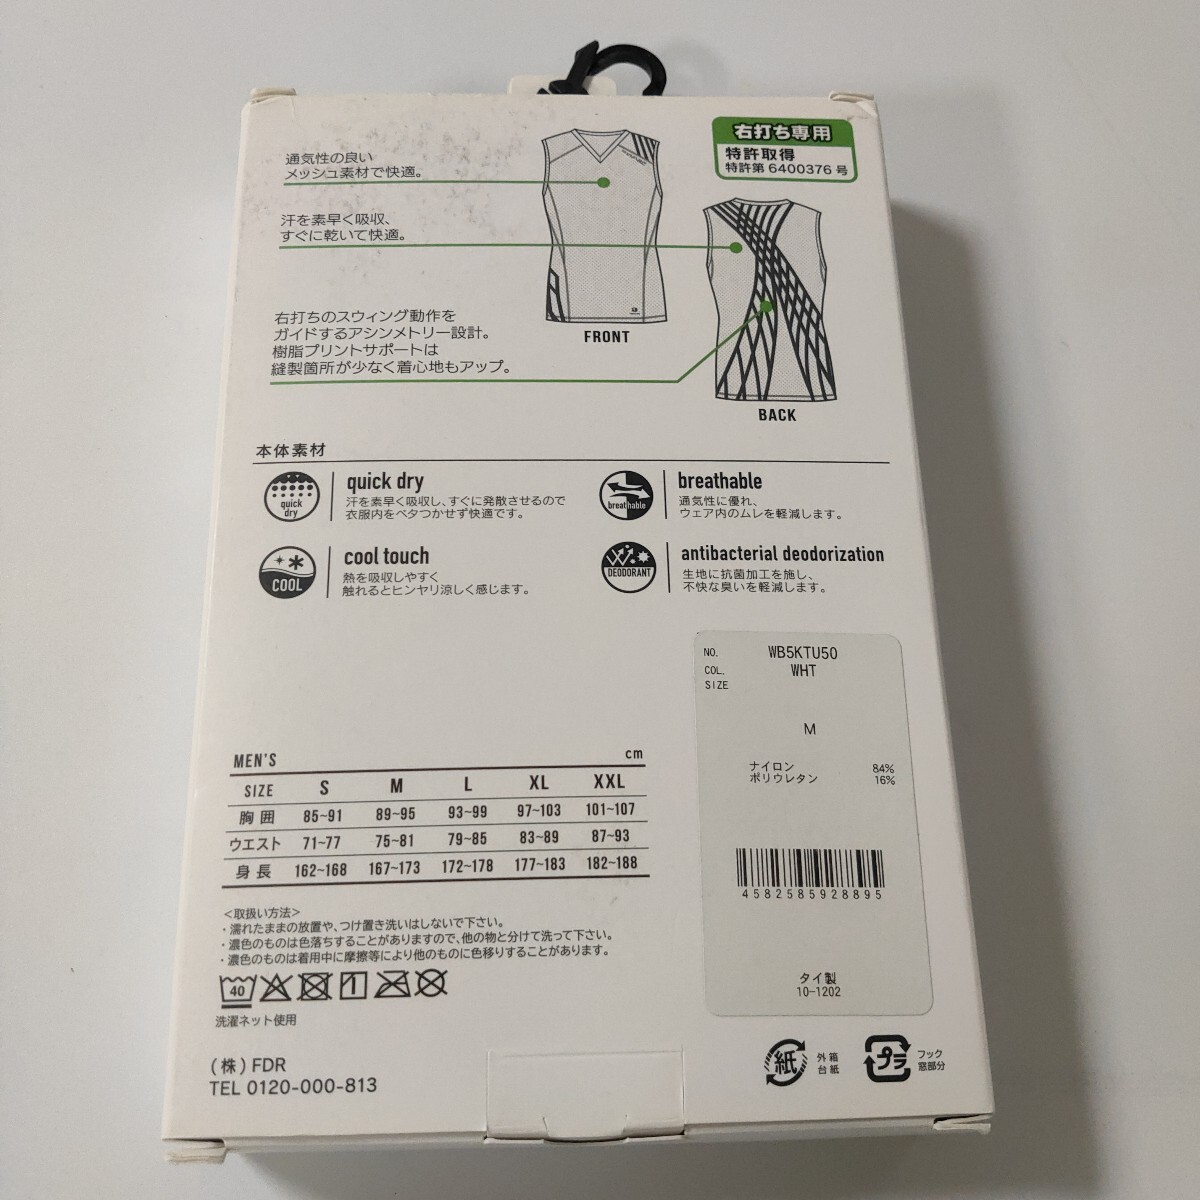 右打ち専用
特許取得
特許第 6400376 号
通気性の良い
メッシュ素材で快適。
汗を素早く吸収、
すぐに乾いて快適。
右打ちのスウィング動作を
ガイドするアシンメトリー設計。
樹脂プリントサポートは
縫製箇所が少なく着心地もアップ。
FRONT
BACK
本体素材
quick dry
quick dry
汗を素早く吸収し、すぐに発散させるので
衣服内をベタつかせず快適です。
breathable
breathable
通気性に優れ、
ウェア内のムレを軽減します。
COOL
cool touch
熱を吸収しやすく
触れるとヒンヤリ涼しく感じます。
DEODORANT
antibacterial deodorization
生地に抗菌加工を施し、
不快な臭いを軽減します。
NO. WB5KTU50
COL. WHT
SIZE
M
ナイロン 84%
ポリウレタン 16%
4582585928895
タイ製
10-1202
MEN'S cm
SIZE S M L XL XXL
胸囲 85~91 89~95 93~99 97~103 101~107
ウエスト 71~77 75~81 79~85 83~89 87~93
身長 162~168 167~173 172~178 177~183 182~188
<取扱い方法>
・濡れたままの放置や、つけ置き洗いはしないで下さい。
・濃色のものは色落ちすることがありますので、他の物と分けて洗って下さい。
・濃色のものは着用中に摩擦等により他のものに色移りすることがあります。
40
洗濯ネット使用
(株)FDR
TEL 0120-000-813
紙
外箱
台紙
プラ
フック
窓部分